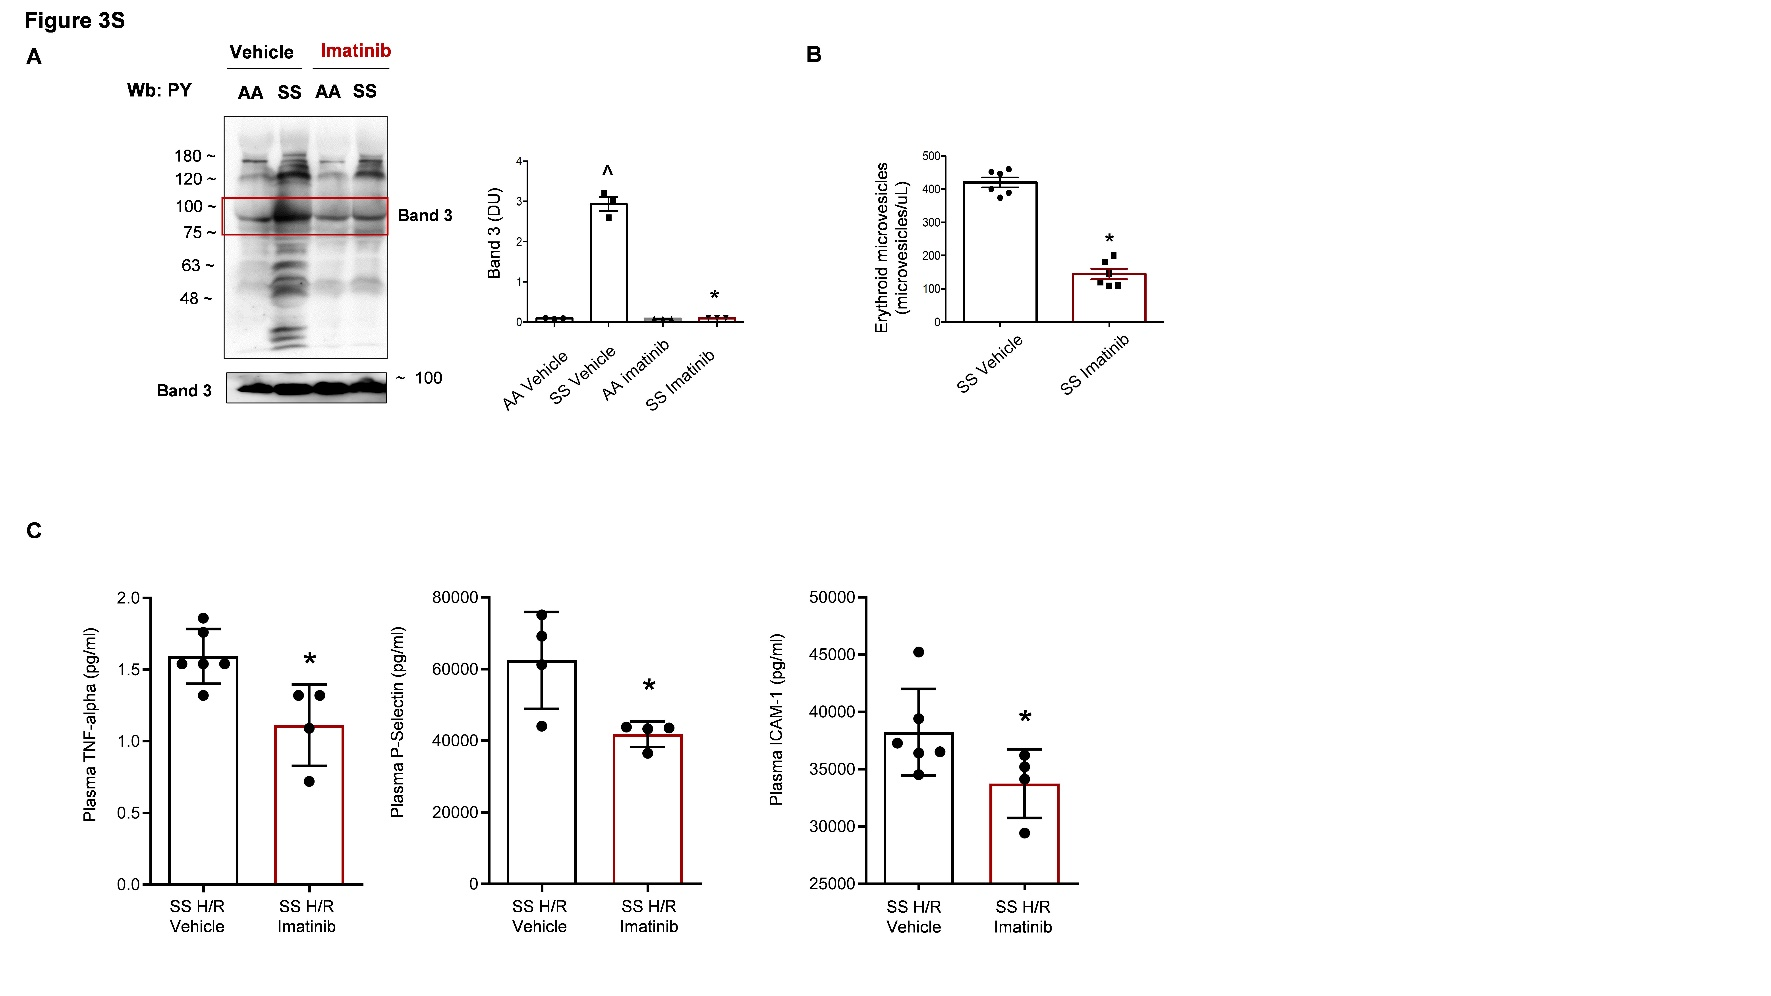 Figure 3S
A
Vehicle Imatinib
Wb: PY
AA SS AA SS
180 ~
120 ~
100 ~
75 ~
63 ~
48 ~
Band 3
Band 3
~ 100
Band 3 (DU)
4
3
2
1
0
^
*
AA Vehicle
SS Vehicle
AA imatinib
SS Imatinib
B
Erythroid microvesicles
(microvesicles/uL)
500
400
300
200
100
0
*
SS Vehicle
SS Imatinib
C
Plasma TNF-alpha (pg/ml)
2.0
1.5
1.0
0.5
0.0
*
SS H/R
Vehicle
SS H/R
Imatinib
Plasma P-Selectin (pg/ml)
80000
60000
40000
20000
0
*
SS H/R
Vehicle
SS H/R
Imatinib
Plasma ICAM-1 (pg/ml)
50000
45000
40000
35000
30000
25000
*
SS H/R
Vehicle
SS H/R
Imatinib